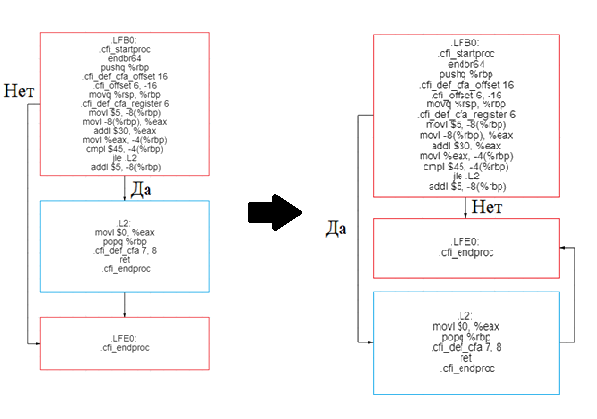 .LFB0:
.cfi_startproc
endbr64
pushq %rbp
.cfi_def_cfa_offset 16
.cfi_offset 6, -16
movq %rsp, %rbp
.cfi_def_cfa_register 6
movl $5, -8(%rbp)
movl -8(%rbp), %eax
addl $30, %eax
movl %eax, -4(%rbp)
cmpl $45, -4(%rbp)
jle .L2
addl $5, -8(%rbp)
Нет
Да
.L2:
movl $0, %eax
popq %rbp
.cfi_def_cfa 7, 8
ret
.cfi_endproc
.LFE0:
.cfi_endproc
.LFB0:
.cfi_startproc
endbr64
pushq %rbp
.cfi_def_cfa_offset 16
.cfi_offset 6, -16
movq %rsp, %rbp
.cfi_def_cfa_register 6
movl $5, -8(%rbp)
movl -8(%rbp), %eax
addl $30, %eax
movl %eax, -4(%rbp)
cmpl $45, -4(%rbp)
jle .L2
addl $5, -8(%rbp)
Нет
Да
.LFE0:
.cfi_endproc
.L2:
movl $0, %eax
popq %rbp
.cfi_def_cfa 7, 8
ret
.cfi_endproc